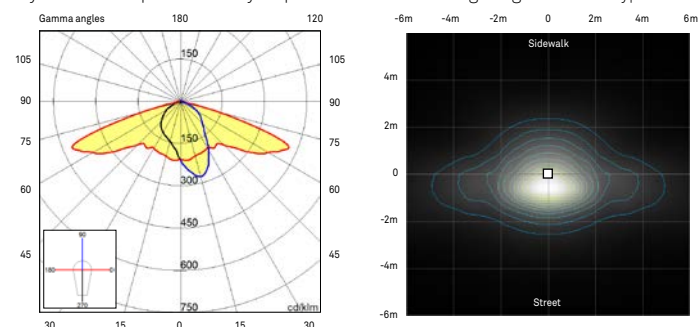 Gamma angles 180 120
105 105
90 90
75 75
60 60
45 45
30 15 0 15 30
150
150
300
450
600
750
cd/klm
90
180 0
270
-6m -4m -2m 0 2m 4m 6m
Sidewalk
4m
2m
0
-2m
-4m
-6m
Street